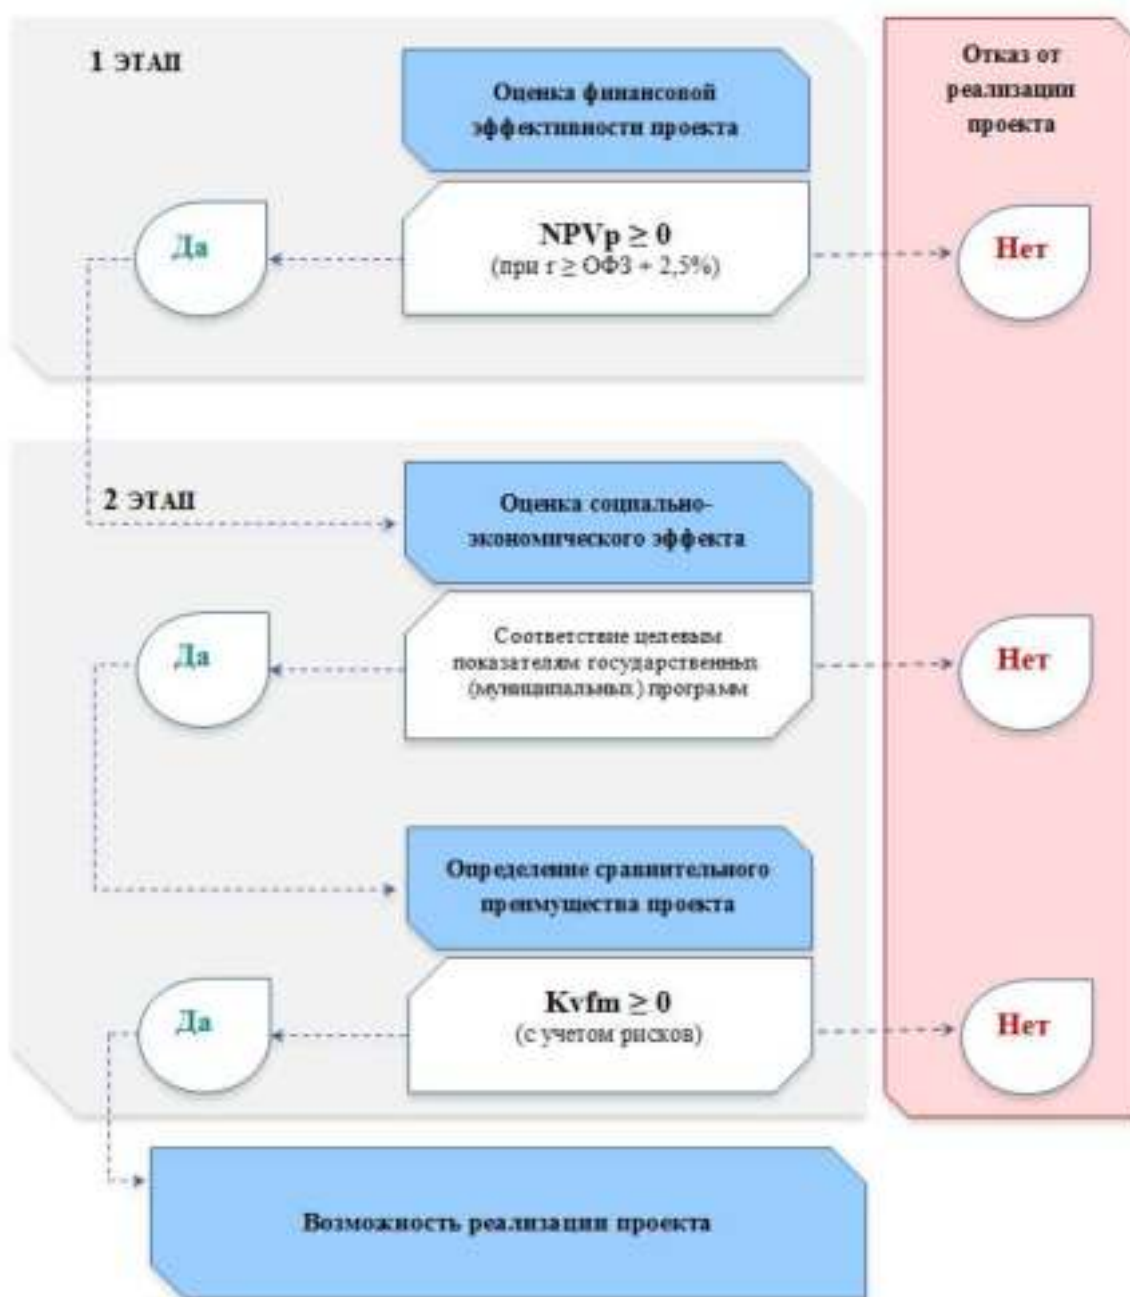 1 ЭТАП
Оценка финансовой
эффективности проекта
Отказ от
реализации
проекта
Да
NPVp ≥ 0
(при r ≥ ОФЗ + 2,5%)
Нет
2 ЭТАП
Оценка социально-
экономического эффекта
Да
Соответствие целевым
показателям государственных
(муниципальных) программ
Нет
Определение сравнительного
преимущества проекта
Да
Kvfm ≥ 0
(с учетом рисков)
Нет
Возможность реализации проекта